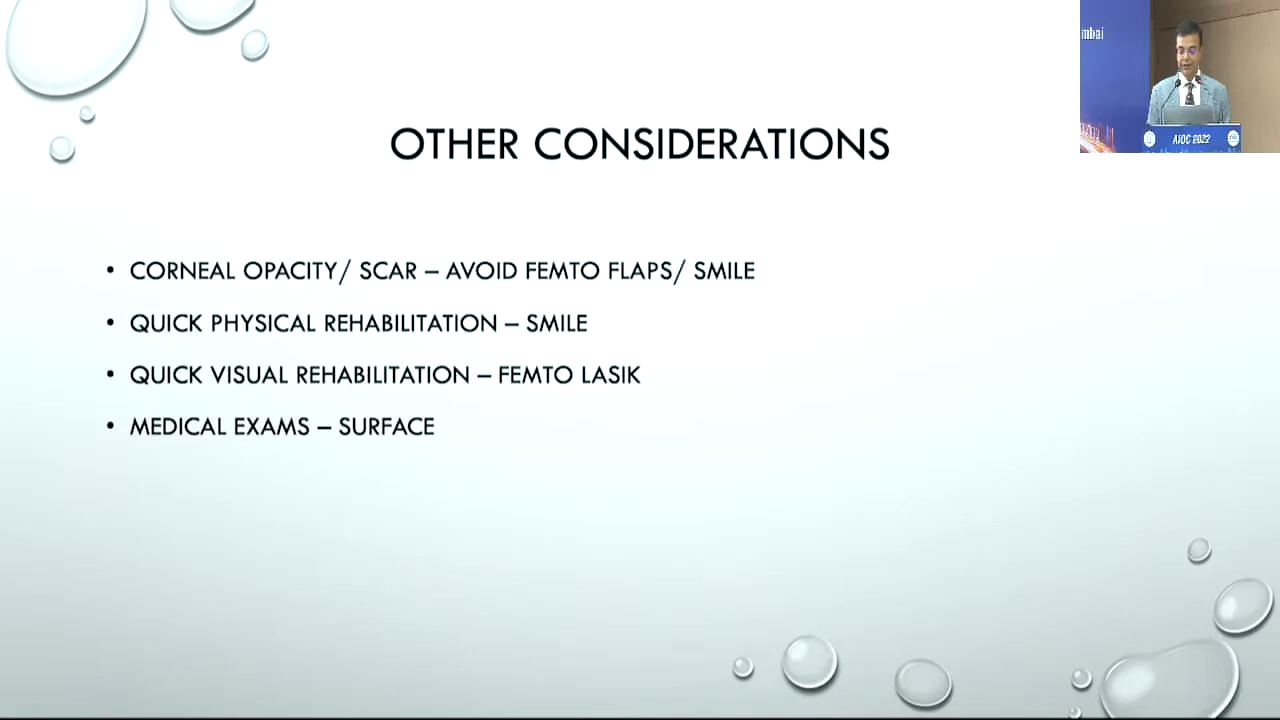 mbai
AIOC 2022
OTHER CONSIDERATIONS
• CORNEAL OPACITY/ SCAR – AVOID FEMTO FLAPS/ SMILE
• QUICK PHYSICAL REHABILITATION – SMILE
• QUICK VISUAL REHABILITATION – FEMTO LASIK
• MEDICAL EXAMS – SURFACE